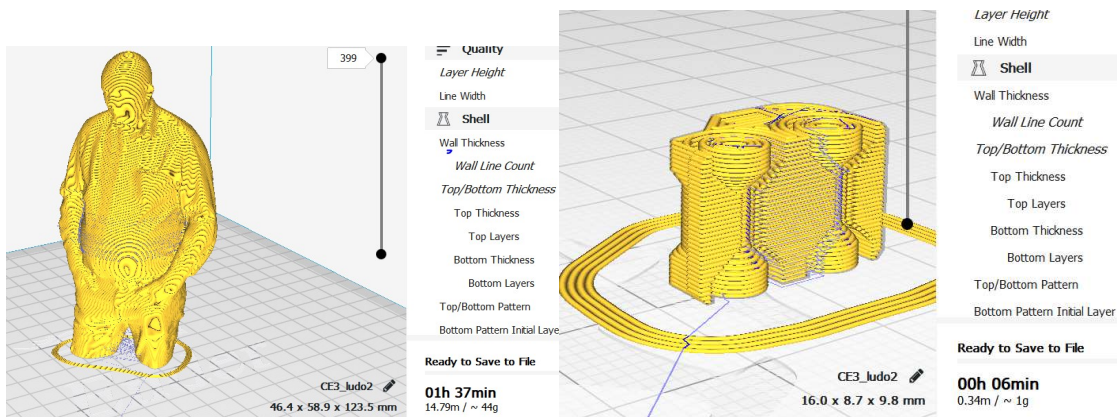 399
Quality
Layer Height
Line Width
Shell
Wall Thickness
Wall Line Count
Top/Bottom Thickness
Top Thickness
Top Layers
Bottom Thickness
Bottom Layers
Top/Bottom Pattern
Bottom Pattern Initial Laye
Ready to Save to File
01h 37min
14.79m / ~ 44g
CE3_ludo2
46.4 x 58.9 x 123.5 mm
Layer Height
Line Width
Shell
Wall Thickness
Wall Line Count
Top/Bottom Thickness
Top Thickness
Top Layers
Bottom Thickness
Bottom Layers
Top/Bottom Pattern
Bottom Pattern Initial Layer
Ready to Save to File
00h 06min
0.34m / ~ 1g
CE3_ludo2
16.0 x 8.7 x 9.8 mm